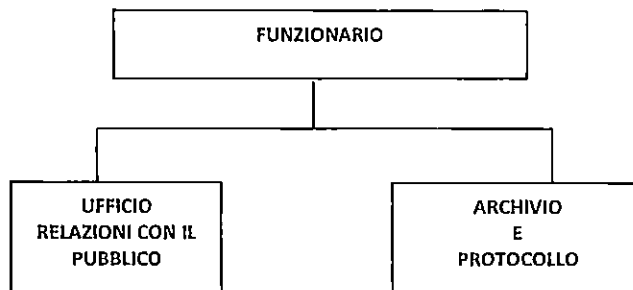 FUNZIONARIO
UFFICIO
RELAZIONI CON IL
PUBBLICO
ARCHIVIO
E
PROTOCOLLO